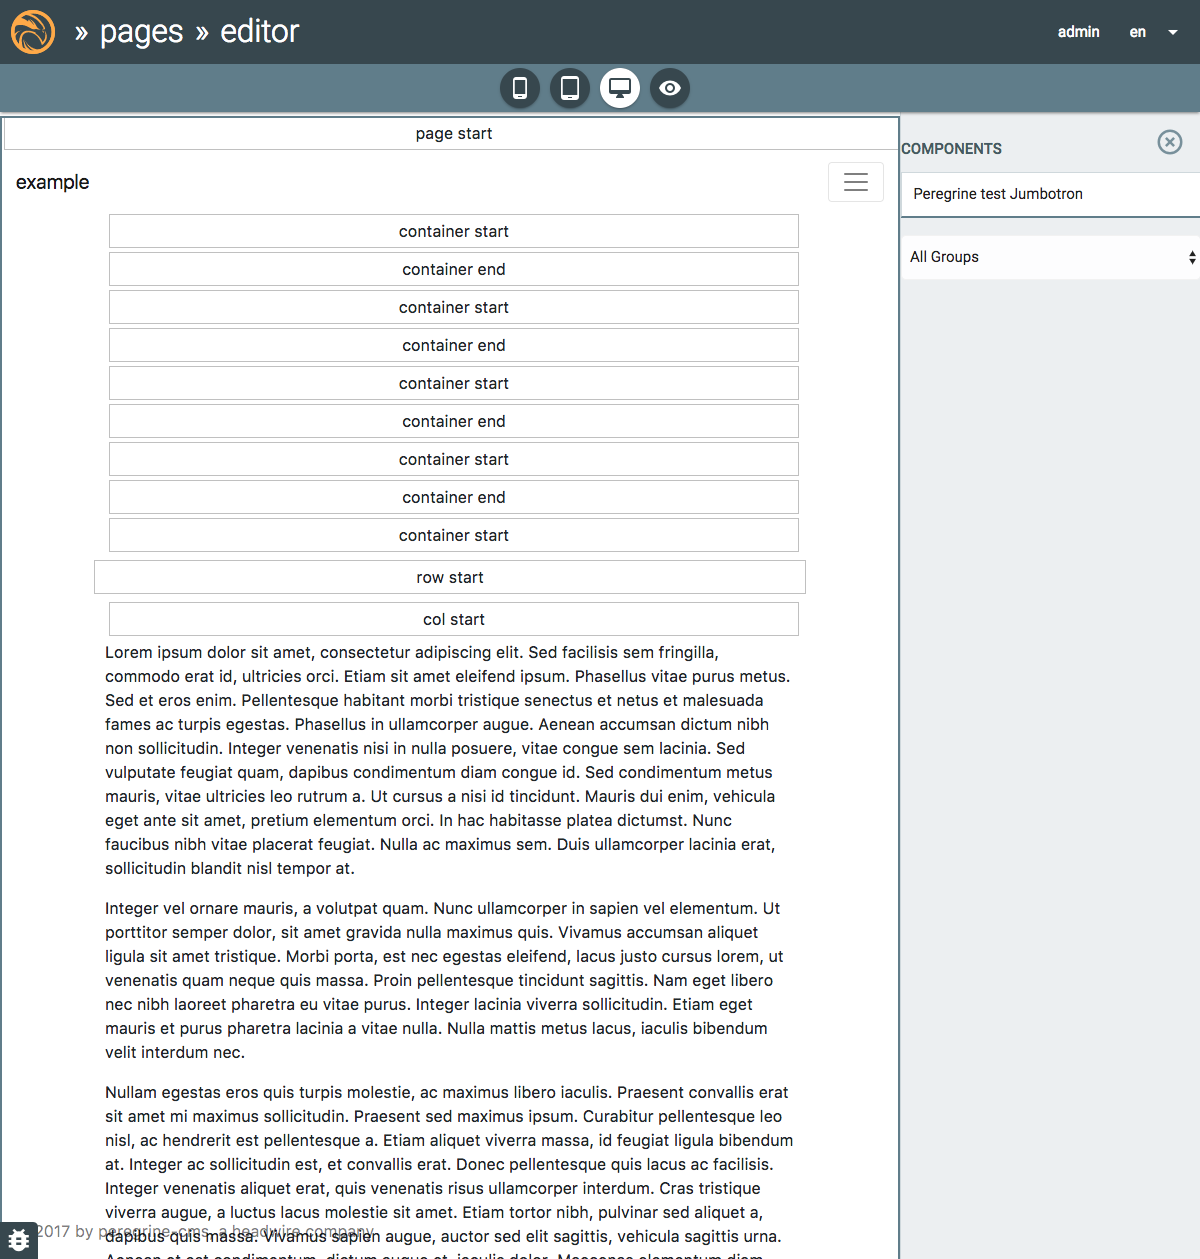 » pages » editor
admin en
page start
COMPONENTS
example
Peregrine test Jumbotron
container start
All Groups
container end
container start
container end
container start
container end
container start
container end
container start
row start
col start
Lorem ipsum dolor sit amet, consectetur adipiscing elit. Sed facilisis sem fringilla,
commodo erat id, ultricies orci. Etiam sit amet eleifend ipsum. Phasellus vitae purus metus.
Sed et eros enim. Pellentesque habitant morbi tristique senectus et netus et malesuada
fames ac turpis egestas. Phasellus in ullamcorper augue. Aenean accumsan dictum nibh
non sollicitudin. Integer venenatis nisi in nulla posuere, vitae congue sem lacinia. Sed
vulputate feugiat quam, dapibus condimentum diam congue id. Sed condimentum metus
mauris, vitae ultricies leo rutrum a. Ut cursus a nisi id tincidunt. Mauris dui enim, vehicula
eget ante sit amet, pretium elementum orci. In hac habitasse platea dictumst. Nunc
faucibus nibh vitae placerat feugiat. Nulla ac maximus sem. Duis ullamcorper lacinia erat,
sollicitudin blandit nisl tempor at.
Integer vel ornare mauris, a volutpat quam. Nunc ullamcorper in sapien vel elementum. Ut
porttitor semper dolor, sit amet gravida nulla maximus quis. Vivamus accumsan aliquet
ligula sit amet tristique. Morbi porta, est nec egestas eleifend, lacus justo cursus lorem, ut
venenatis quam neque quis massa. Proin pellentesque tincidunt sagittis. Nam eget libero
nec nibh laoreet pharetra eu vitae purus. Integer lacinia viverra sollicitudin. Etiam eget
mauris et purus pharetra lacinia a vitae nulla. Nulla mattis metus lacus, iaculis bibendum
velit interdum nec.
Nullam egestas eros quis turpis molestie, ac maximus libero iaculis. Praesent convallis erat
sit amet mi maximus sollicitudin. Praesent sed maximus ipsum. Curabitur pellentesque leo
nisl, ac hendrerit est pellentesque a. Etiam aliquet viverra massa, id feugiat ligula bibendum
at. Integer ac sollicitudin est, et convallis erat. Donec pellentesque quis lacus ac facilisis.
Integer venenatis aliquet erat, quis venenatis risus ullamcorper interdum. Cras tristique
viverra augue, a luctus lacus molestie sit amet. Etiam tortor nibh, pulvinar sed aliquet a,
2017 by peregrine-cms, a headwire company
dapibus quis massa. Vivamus sapien augue, auctor sed elit sagittis, vehicula sagittis urna.
Aenean et est condimentum, dictum augue at, iaculis dolor. Maecenas elementum diam